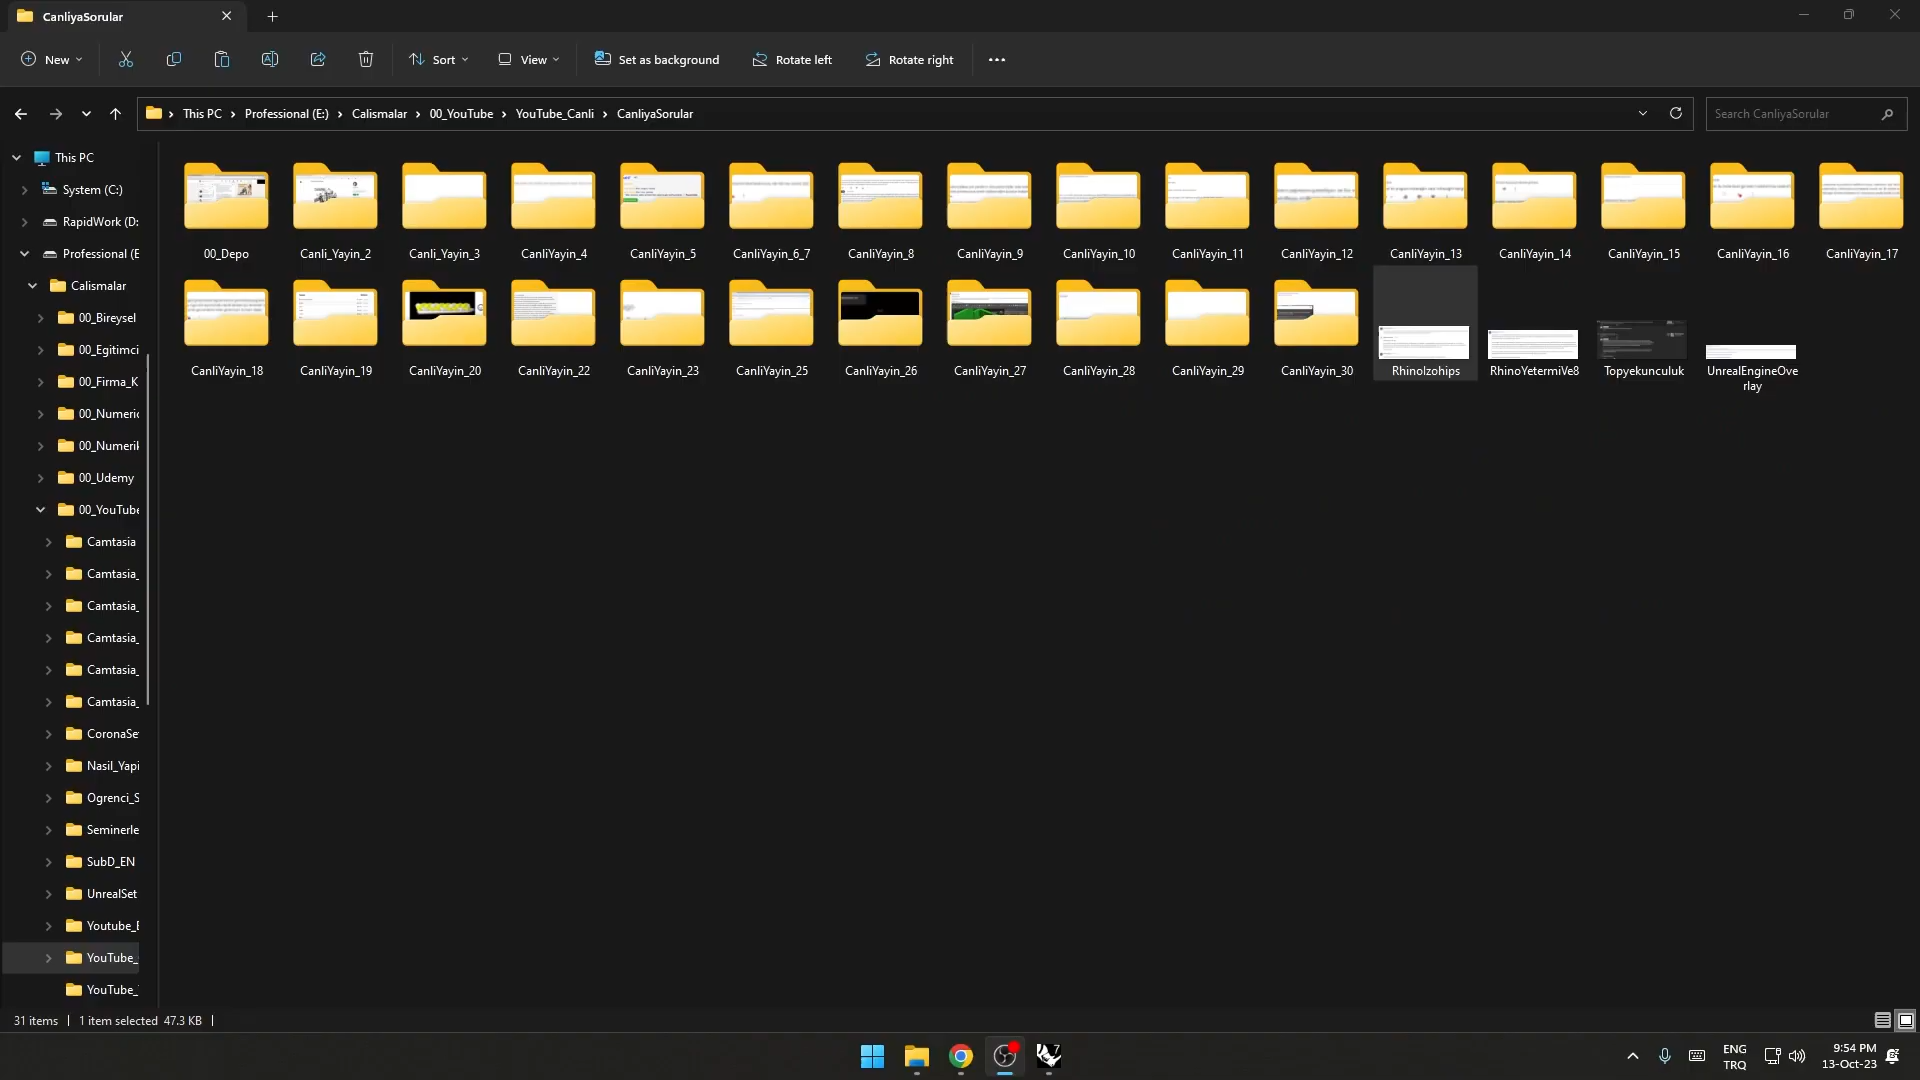 CanliyaSorular
New
Sort
View
Set as background
Rotate left
Rotate right
This PC
Professional (E:)
Calismalar
00_YouTube
YouTube_Canli
CanliyaSorular
Search CanliyaSorular
This PC
System (C:)
RapidWork (D:
Professional (E
Calismalar
00_Bireysel
00_Egitimci
00_Firma_K
00_Numeric
00_Numerik
00_Udemy
00_YouTube
Camtasia
Camtasia_
Camtasia_
Camtasia_
Camtasia_
Camtasia_
CoronaSe
Nasil_Yapi
Ogrenci_S
Seminerle
SubD_EN
UnrealSet
Youtube_E
YouTube_
YouTube_
00_Depo
Canli_Yayin_2
Canli_Yayin_3
CanliYayin_4
CanliYayin_5
CanliYayin_6_7
CanliYayin_8
CanliYayin_9
CanliYayin_10
CanliYayin_11
CanliYayin_12
CanliYayin_13
CanliYayin_14
CanliYayin_15
CanliYayin_16
CanliYayin_17
CanliYayin_18
CanliYayin_19
CanliYayin_20
CanliYayin_22
CanliYayin_23
CanliYayin_25
CanliYayin_26
CanliYayin_27
CanliYayin_28
CanliYayin_29
CanliYayin_30
RhinoIzohips
RhinoYetermiVe8
Topyekunculuk
UnrealEngineOve
rlay
31 items
1 item selected 47.3 KB
ENG
TRQ
9:54 PM
13-Oct-23